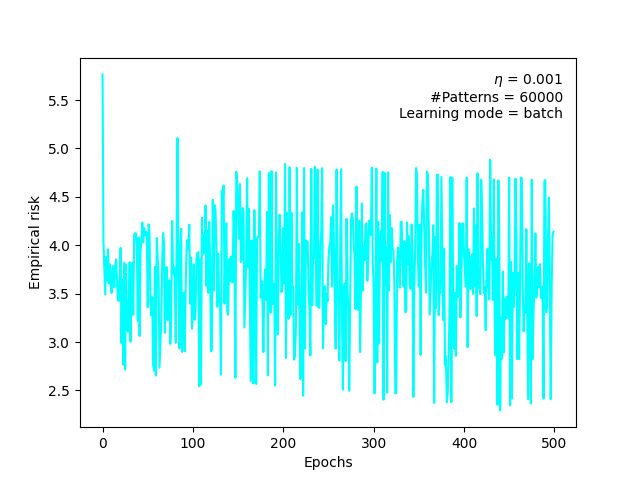 η = 0.001
#Patterns = 60000
Learning mode = batch
5.5
5.0
4.5
4.0
3.5
3.0
2.5
Empirical risk
0 100 200 300 400 500
Epochs